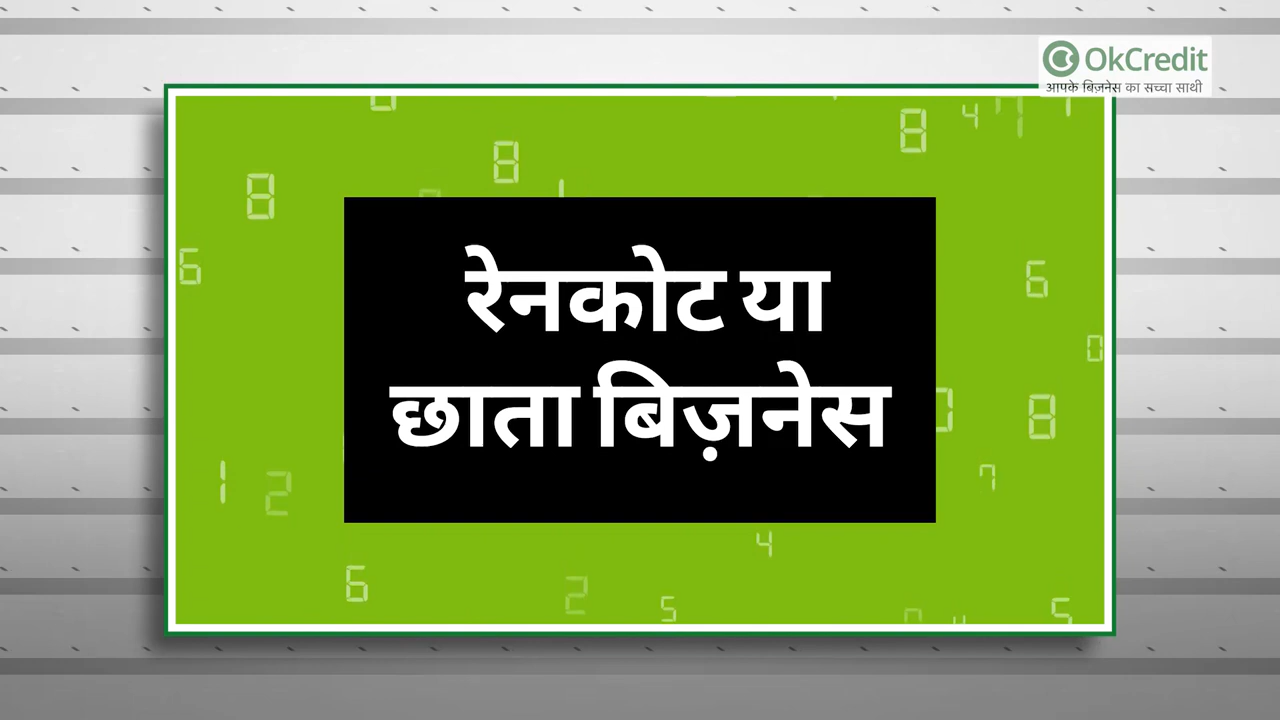 OkCredit
आपके बिज़नेस का सच्चा साथी
रेनकोट या
छाता बिज़नेस